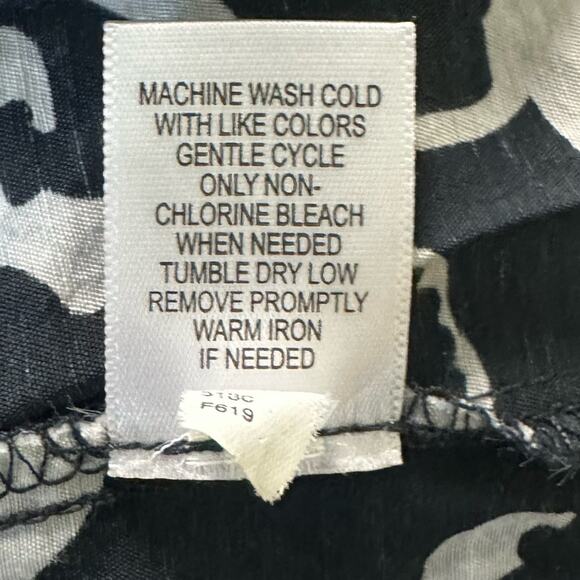 MACHINE WASH COLD
WITH LIKE COLORS
GENTLE CYCLE
ONLY NON-
CHLORINE BLEACH
WHEN NEEDED
TUMBLE DRY LOW
REMOVE PROMPTLY
WARM IRON
IF NEEDED
F619